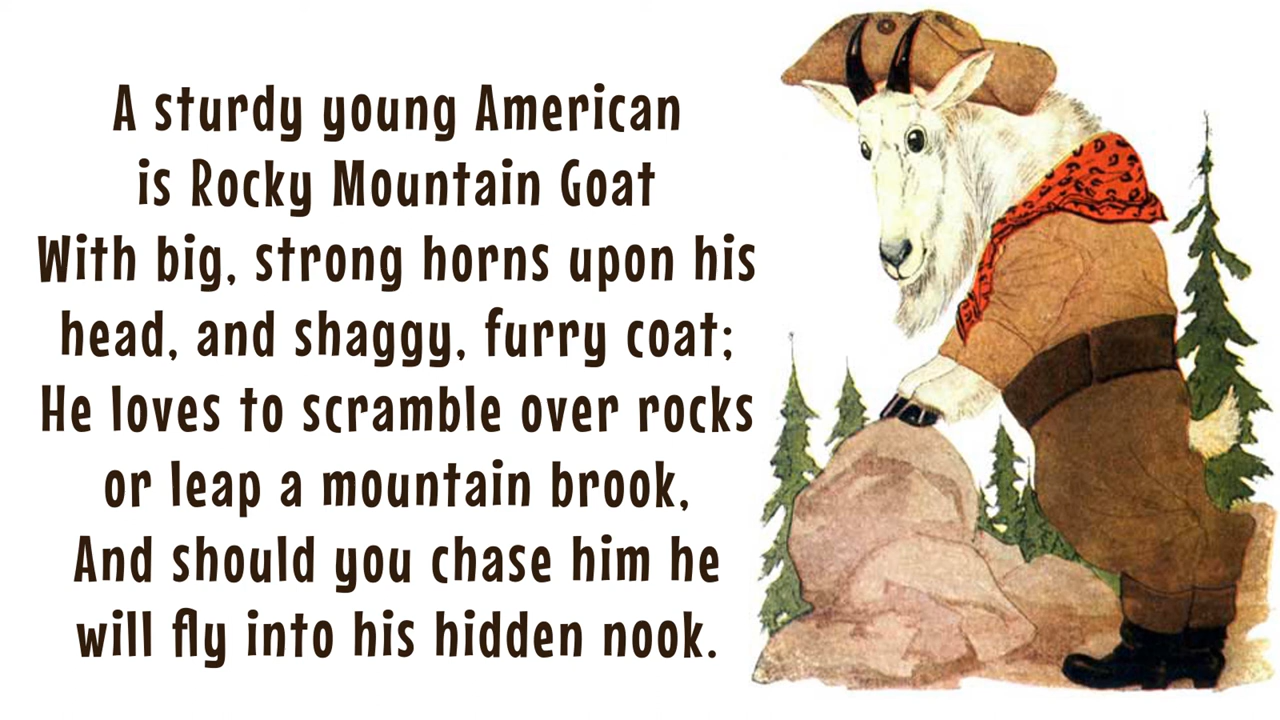 A sturdy young American
is Rocky Mountain Goat
With big, strong horns upon his
head, and shaggy, furry coat;
He loves to scramble over rocks
or leap a mountain brook,
And should you chase him he
will fly into his hidden nook.